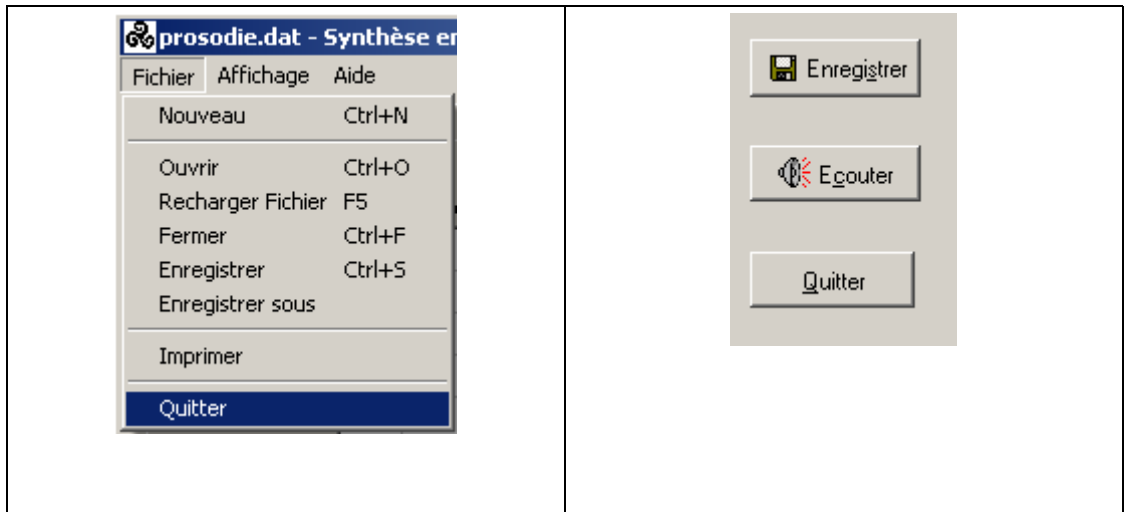 prosodie.dat - Synthèse
Fichier Affichage Aide
Nouveau Ctrl+N
Ouvrir Ctrl+O
Recharger Fichier F5
Fermer Ctrl+F
Enregistrer Ctrl+S
Enregistrer sous
Imprimer
Quitter
Enregistrer
Ecouter
Quitter